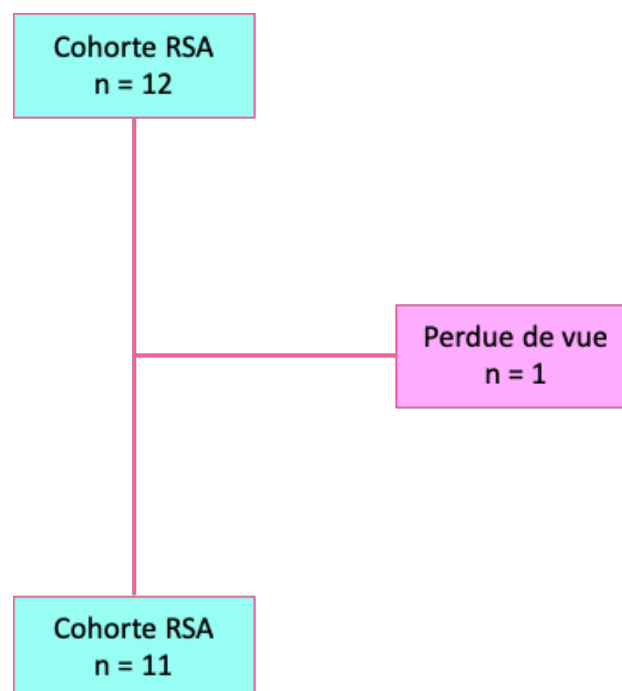 Cohorte RSA
n = 12
Perdue de vue
n = 1
Cohorte RSA
n = 11